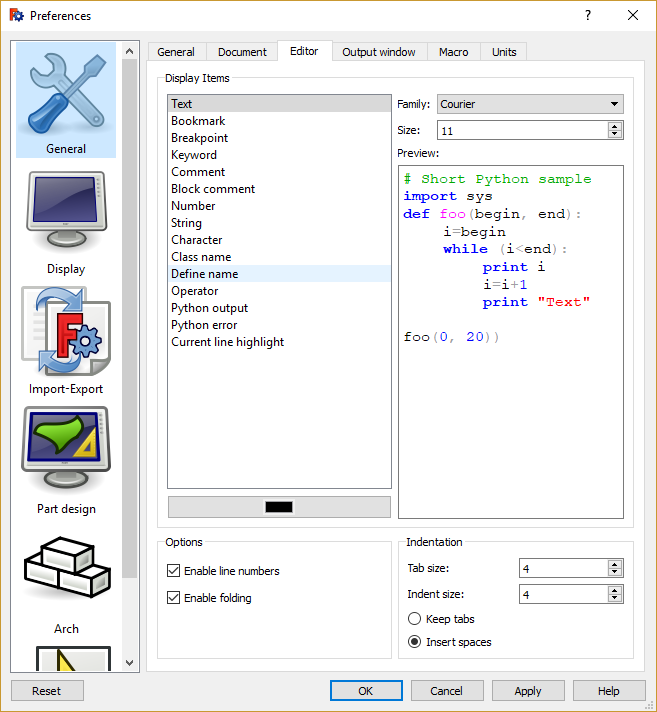 Preferences
?
General
Display
Import-Export
Part design
Arch
General Document Editor Output window Macro Units
Display Items
Text
Bookmark
Breakpoint
Keyword
Comment
Block comment
Number
String
Character
Class name
Define name
Operator
Python output
Python error
Current line highlight
Family: Courier
Size: 11
Preview:
# Short Python sample
import sys
def foo(begin, end):
    i=begin
    while (i<end):
        print i
        i=i+1
        print "Text"
foo(0, 20))
Options
Enable line numbers
Enable folding
Indentation
Tab size: 4
Indent size: 4
Keep tabs
Insert spaces
Reset OK Cancel Apply Help